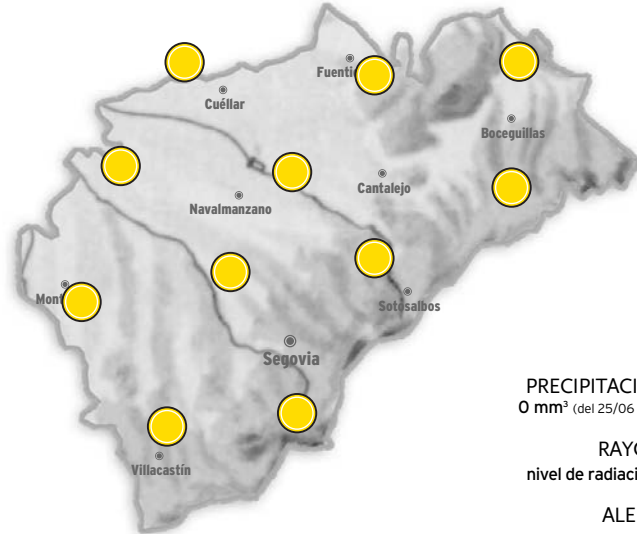 Fuenti
Cuéllar
Boceguillas
Cantalejo
Navalmanzano
Mont
Sotosalbos
Segovia
PRECIPITACI
0 mm³ (del 25/06
RAYO
nivel de radiaci
Villacastín
ALE